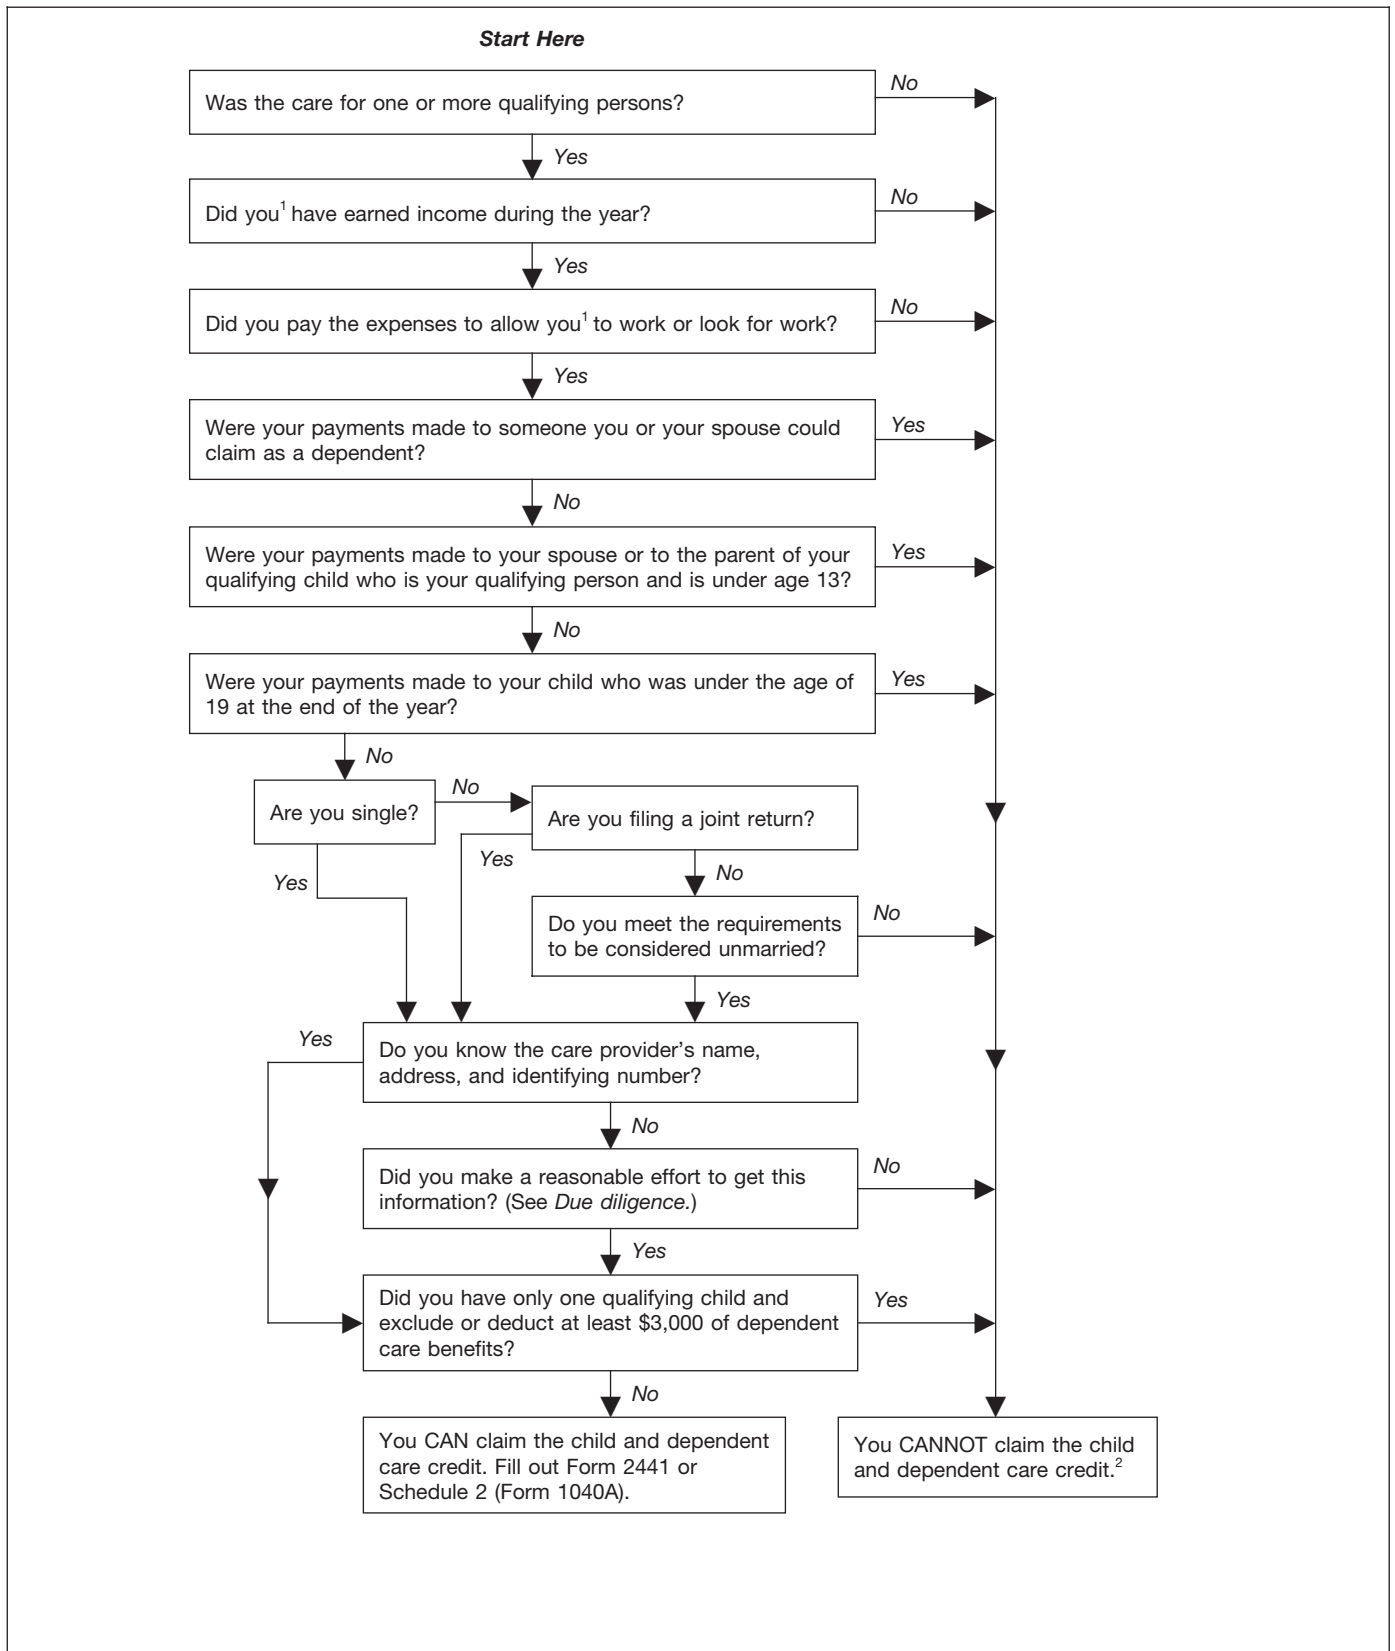 Start Here
Was the care for one or more qualifying persons?
No
Yes
Did you¹ have earned income during the year?
No
Yes
Did you pay the expenses to allow you¹ to work or look for work?
No
Yes
Were your payments made to someone you or your spouse could
claim as a dependent?
Yes
No
Were your payments made to your spouse or to the parent of your
qualifying child who is your qualifying person and is under age 13?
Yes
No
Were your payments made to your child who was under the age of
19 at the end of the year?
Yes
No
Are you single?
No
Yes
Are you filing a joint return?
Yes
No
Do you meet the requirements
to be considered unmarried?
No
Yes
Do you know the care provider's name,
address, and identifying number?
Yes
No
Did you make a reasonable effort to get this
information? (See Due diligence.)
No
Yes
Did you have only one qualifying child and
exclude or deduct at least $3,000 of dependent
care benefits?
Yes
No
You CAN claim the child and dependent
care credit. Fill out Form 2441 or
Schedule 2 (Form 1040A).
You CANNOT claim the child
and dependent care credit.²